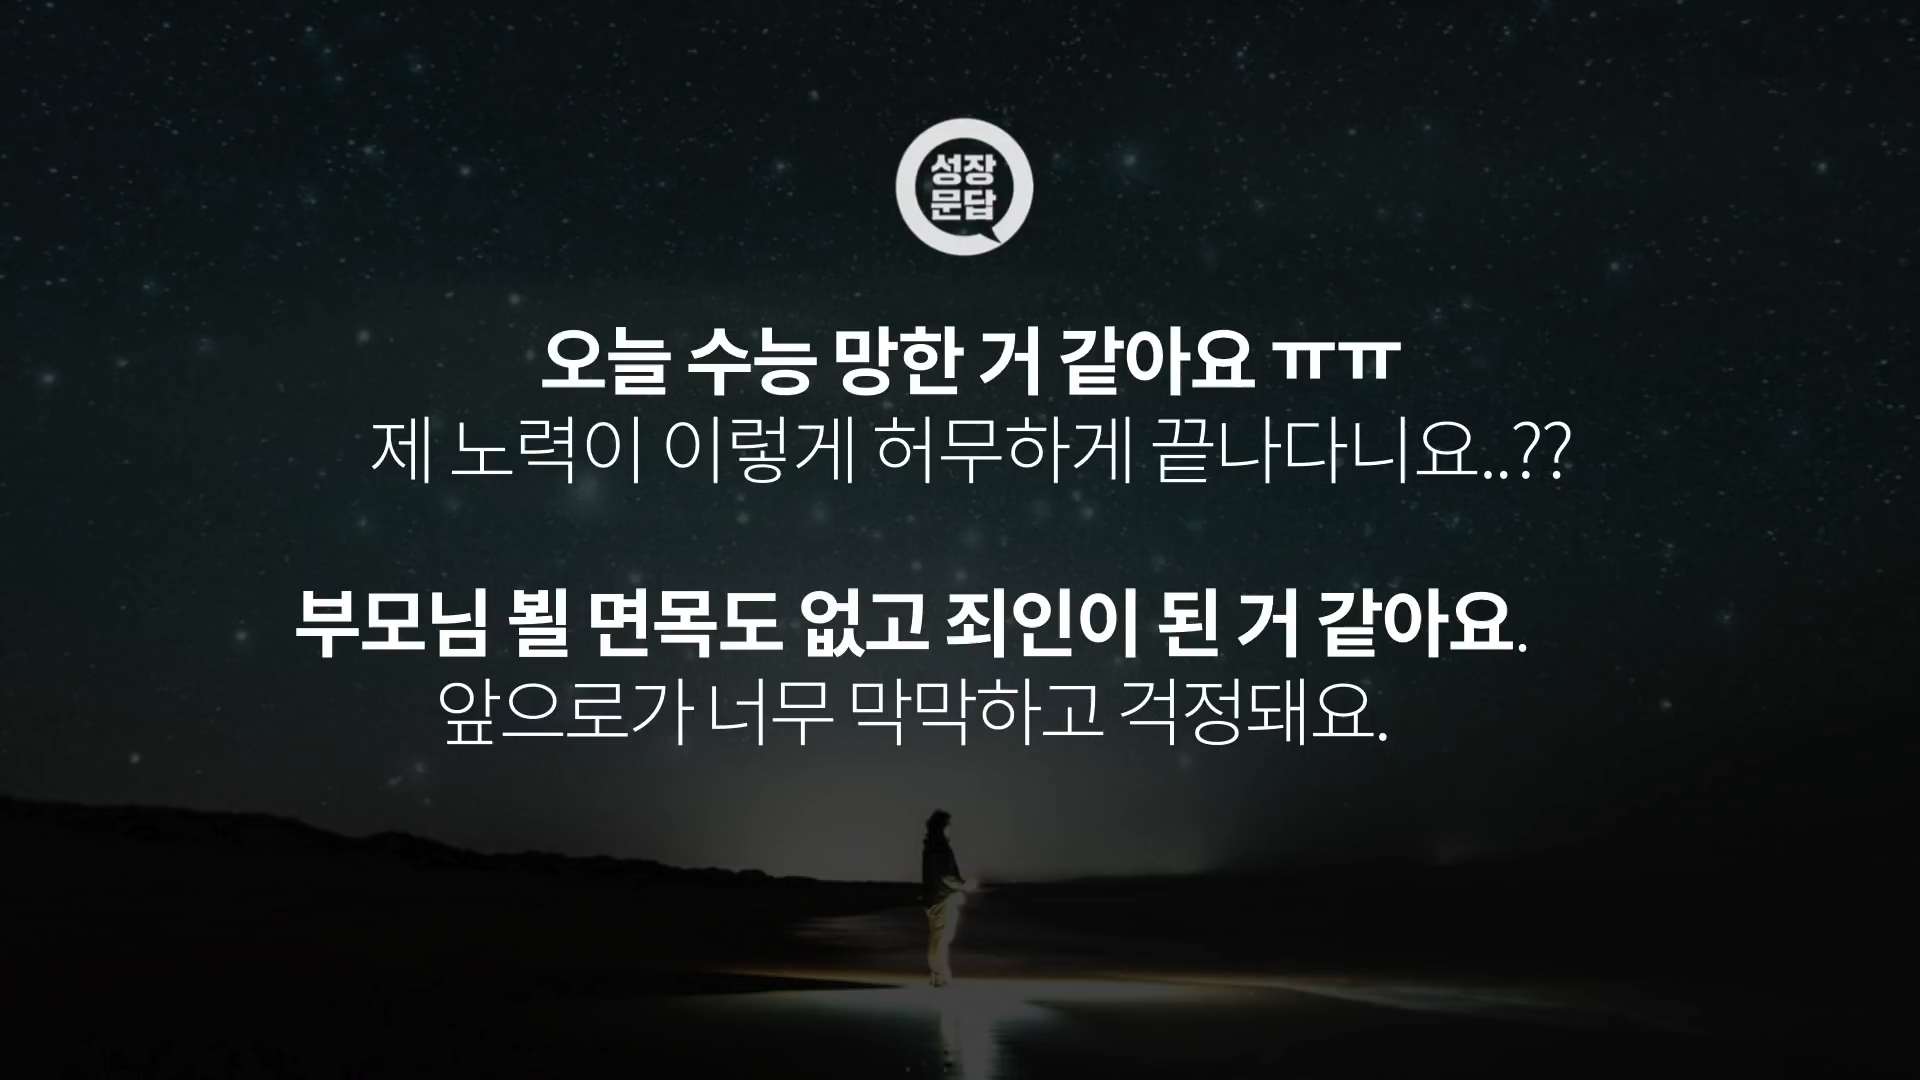 성장
문답
오늘 수능 망한 거 같아요 ㅠㅠ
제 노력이 이렇게 허무하게 끝나다니요..??
부모님 뵐 면목도 없고 죄인이 된 거 같아요.
앞으로가 너무 막막하고 걱정돼요.